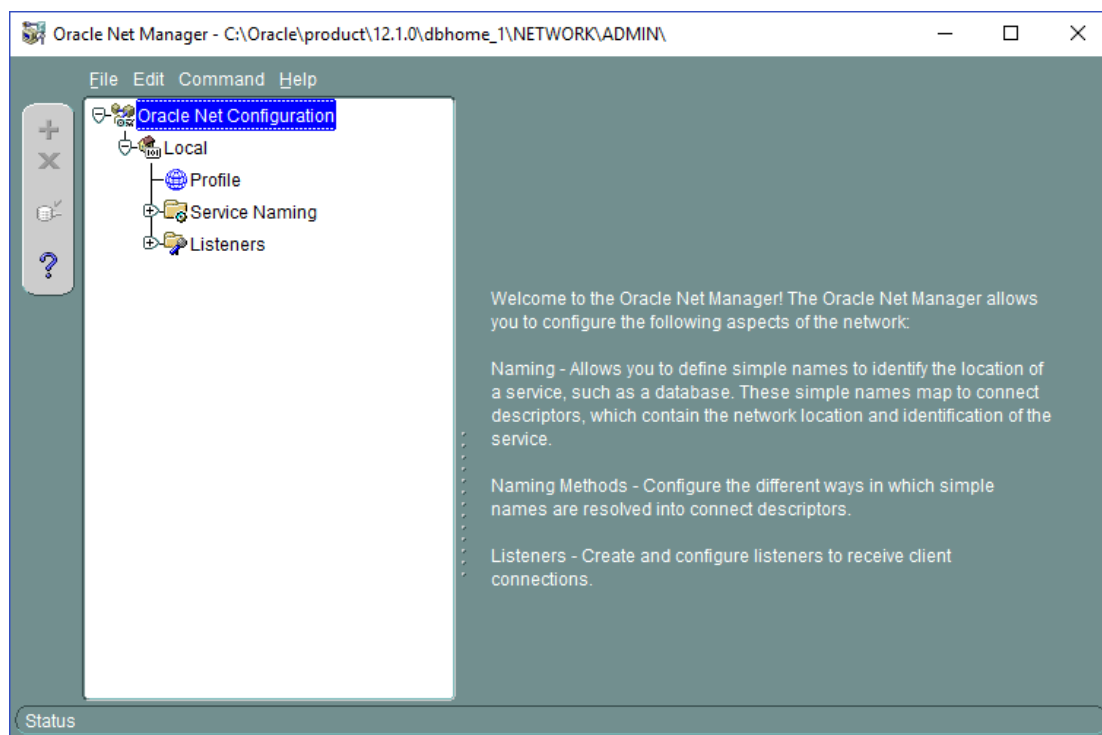 Oracle Net Manager - C:\Oracle\product\12.1.0\dbhome_1\NETWORK\ADMIN\
File Edit Command Help
Oracle Net Configuration
Local
Profile
Service Naming
Listeners
Welcome to the Oracle Net Manager! The Oracle Net Manager allows
you to configure the following aspects of the network:
Naming - Allows you to define simple names to identify the location of
a service, such as a database. These simple names map to connect
descriptors, which contain the network location and identification of the
service.
Naming Methods - Configure the different ways in which simple
names are resolved into connect descriptors.
Listeners - Create and configure listeners to receive client
connections.
Status